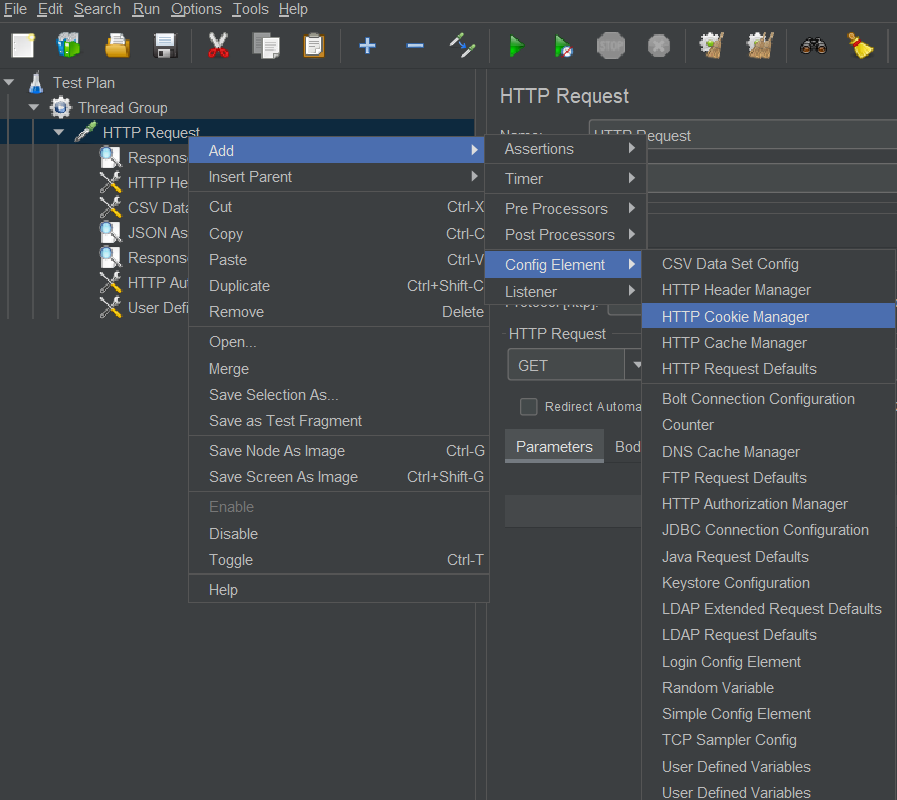 File Edit Search Run Options Tools Help
STOP
Test Plan
Thread Group
HTTP Request
Respons
HTTP He
CSV Data
JSON As
Respons
HTTP Au
User Defi
Add
Insert Parent
Cut Ctrl-X
Copy Ctrl-C
Paste Ctrl-V
Duplicate Ctrl+Shift-C
Remove Delete
Open...
Merge
Save Selection As...
Save as Test Fragment
Save Node As Image Ctrl-G
Save Screen As Image Ctrl+Shift-G
Enable
Disable
Toggle Ctrl-T
Help
HTTP Request
Name: HTTP Request
Assertions
Timer
Pre Processors
Post Processors
Config Element
Listener
Protocol [http]:
HTTP Request
GET
Redirect Automa
Parameters Bod
CSV Data Set Config
HTTP Header Manager
HTTP Cookie Manager
HTTP Cache Manager
HTTP Request Defaults
Bolt Connection Configuration
Counter
DNS Cache Manager
FTP Request Defaults
HTTP Authorization Manager
JDBC Connection Configuration
Java Request Defaults
Keystore Configuration
LDAP Extended Request Defaults
LDAP Request Defaults
Login Config Element
Random Variable
Simple Config Element
TCP Sampler Config
User Defined Variables
User Defined Variables